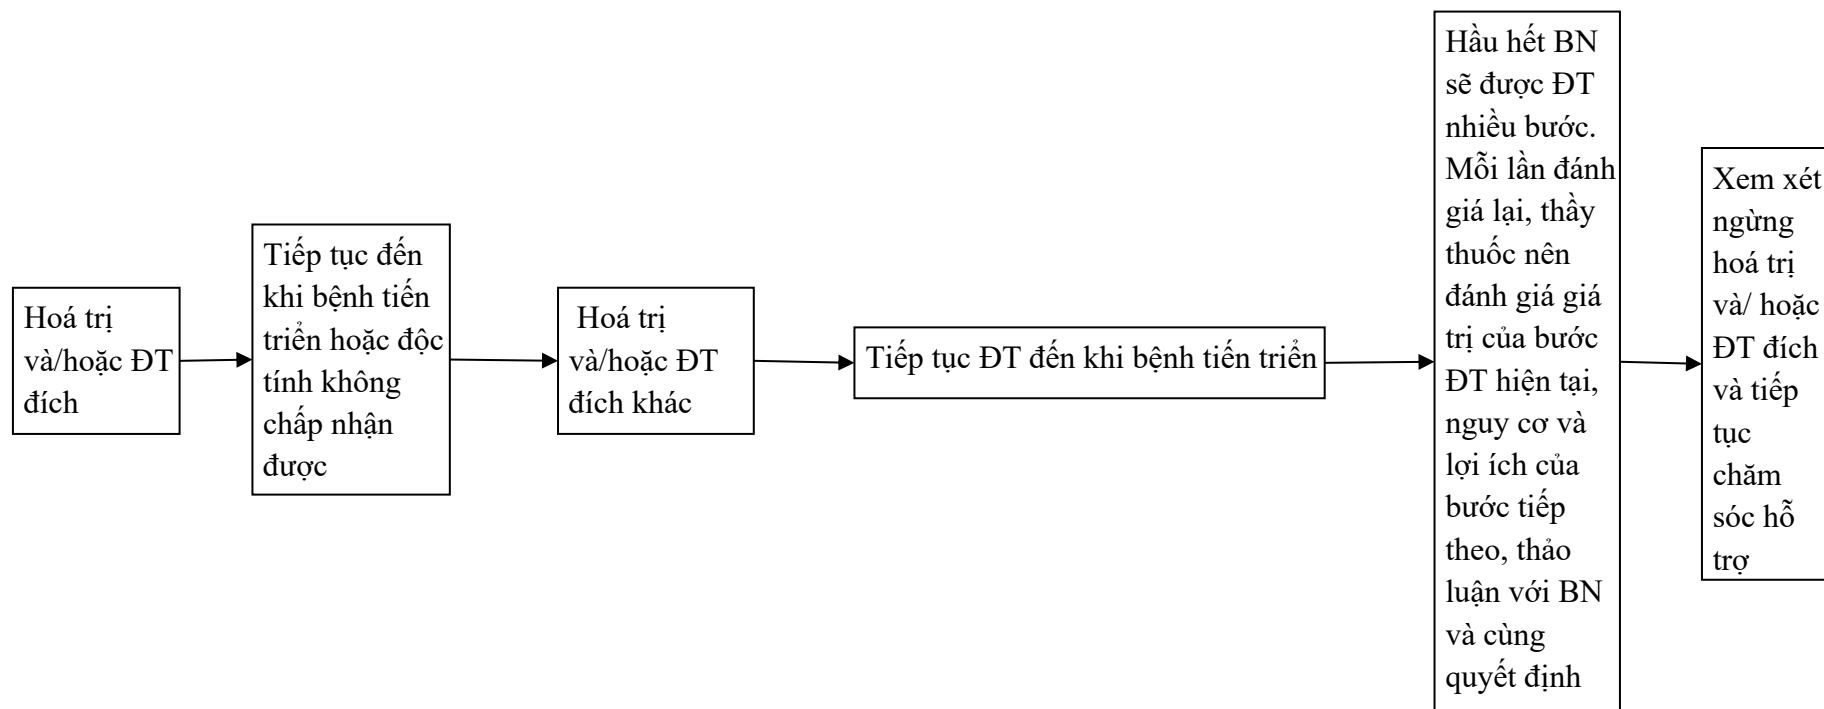 Hoá trị
và/hoặc ĐT
đích
Tiếp tục đến
khi bệnh tiến
triển hoặc độc
tính không
chấp nhận
được
Hoá trị
và/hoặc ĐT
đích khác
Tiếp tục ĐT đến khi bệnh tiến triển
Hầu hết BN
sẽ được ĐT
nhiều bước.
Mỗi lần đánh
giá lại, thầy
thuốc nên
đánh giá giá
trị của bước
ĐT hiện tại,
nguy cơ và
lợi ích của
bước tiếp
theo, thảo
luận với BN
và cùng
quyết định
Xem xét
ngừng
hoá trị
và/ hoặc
ĐT đích
và tiếp
tục
chăm
sóc hỗ
trợ